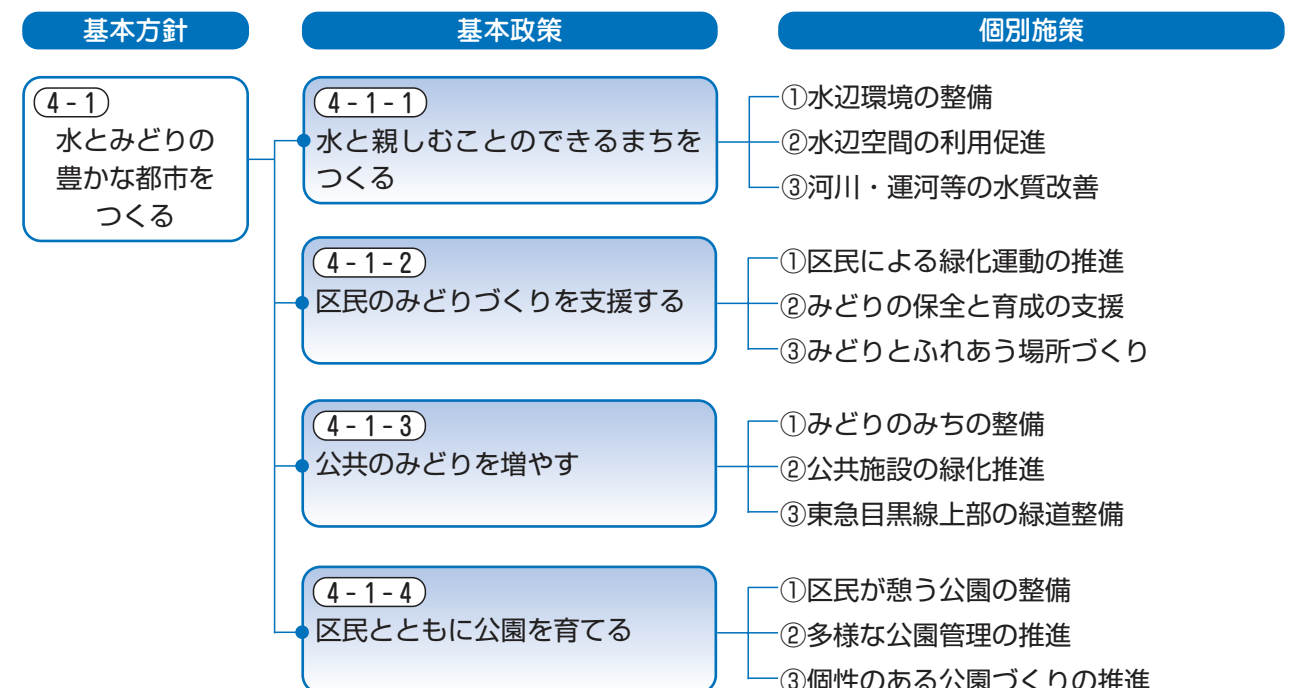 基本方針
基本政策
個別施策
4-1
水とみどりの
豊かな都市を
つくる
4-1-1
水と親しむことのできるまちを
つくる
①水辺環境の整備
②水辺空間の利用促進
③河川・運河等の水質改善
4-1-2
区民のみどりづくりを支援する
①区民による緑化運動の推進
②みどりの保全と育成の支援
③みどりとふれあう場所づくり
4-1-3
公共のみどりを増やす
①みどりのみちの整備
②公共施設の緑化推進
③東急目黒線上部の緑道整備
4-1-4
区民とともに公園を育てる
①区民が憩う公園の整備
②多様な公園管理の推進
③個性のある公園づくりの推進